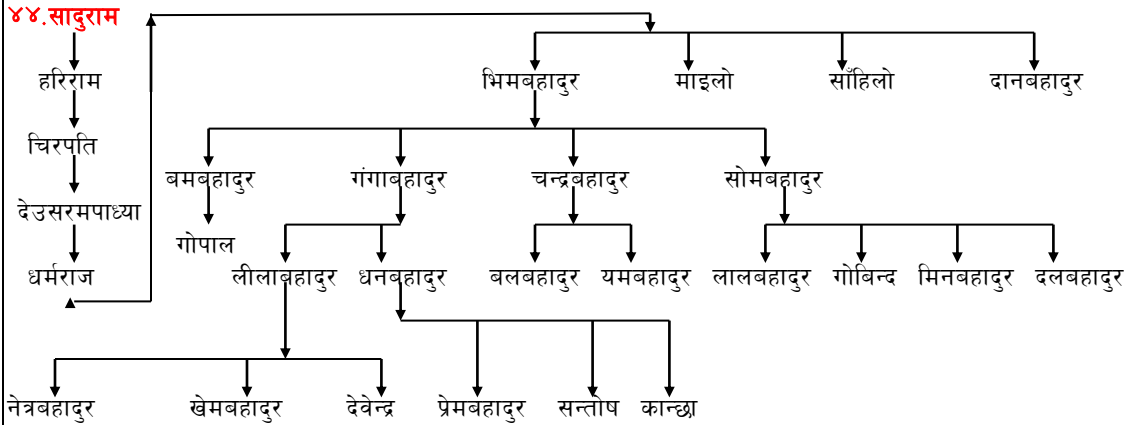 ४४.सादुराम
हरिराम भिमबहादुर माइलो साँहिलो दानबहादुर
चिरपति
बमबहादुर गंगाबहादुर चन्द्रबहादुर सोमबहादुर
देउसरमपाध्या
गोपाल
धर्मराज लीलाबहादुर धनबहादुर बलबहादुर यमबहादुर लालबहादुर गोबिन्द मिनबहादुर दलबहादुर
नेत्रबहादुर खेमबहादुर देवेन्द्र प्रेमबहादुर सन्तोष कान्छा